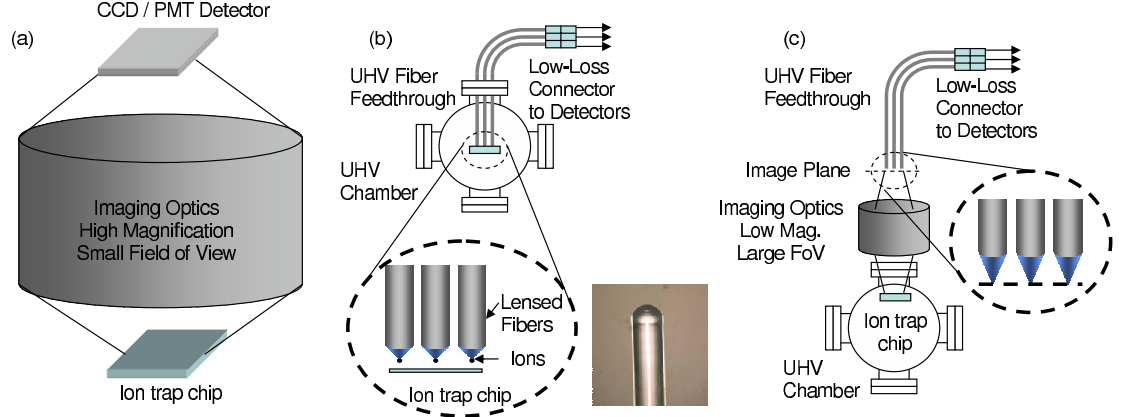 (a)
CCD / PMT Detector
Imaging Optics
High Magnification
Small Field of View
Ion trap chip
(b)
UHV Fiber
Feedthrough
Low-Loss
Connector
to Detectors
UHV
Chamber
Lensed
Fibers
Ions
Ion trap chip
(c)
UHV Fiber
Feedthrough
Low-Loss
Connector
to Detectors
Image Plane
Imaging Optics
Low Mag.
Large FoV
Ion trap
chip
UHV
Chamber